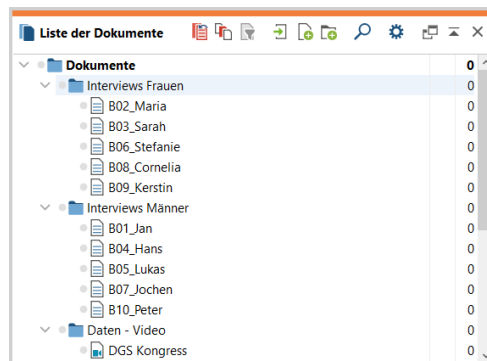 Liste der Dokumente
Dokumente 0
Interviews Frauen 0
B02_Maria 0
B03_Sarah 0
B06_Stefanie 0
B08_Cornelia 0
B09_Kerstin 0
Interviews Männer 0
B01_Jan 0
B04_Hans 0
B05_Lukas 0
B07_Jochen 0
B10_Peter 0
Daten - Video 0
DGS Kongress 0